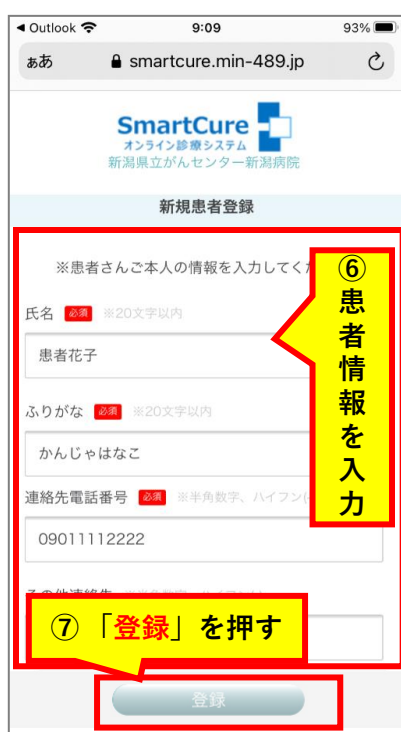 Outlook 9:09 93%
ぁあ smartcure.min-489.jp
SmartCure
オンライン診療システム
新潟県立がんセンター新潟病院
新規患者登録
※患者さんご本人の情報を入力してく
⑥患者情報を入力
氏名 必須 ※20文字以内
患者花子
ふりがな 必須 ※20文字以内
かんじゃはなこ
連絡先電話番号 必須 ※半角数字、ハイフン(
09011112222
⑦「登録」を押す
登録